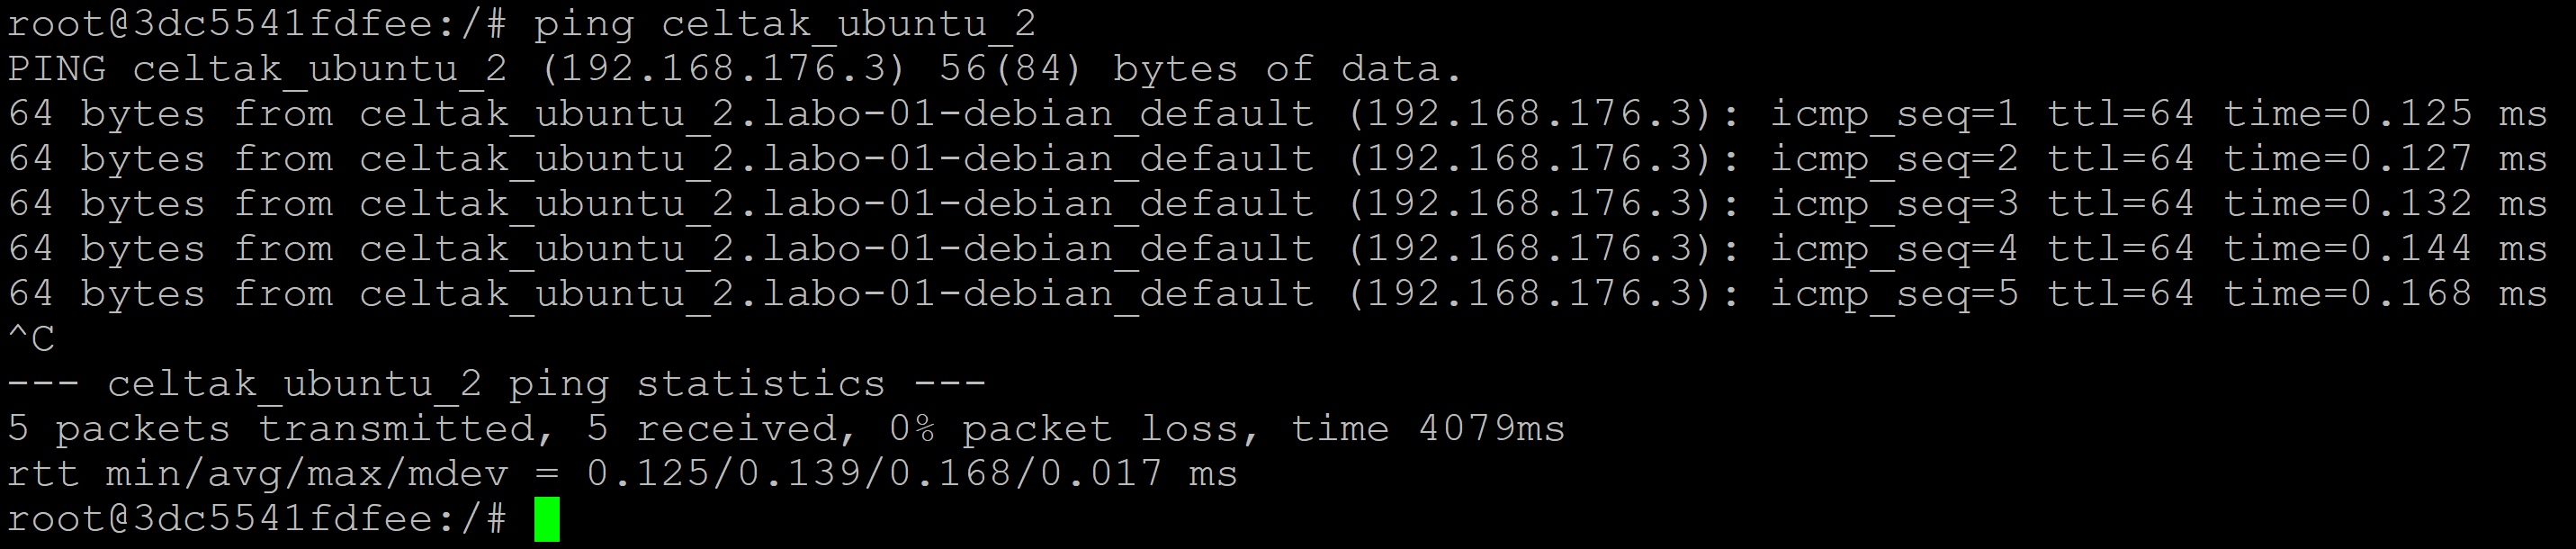 root@3dc5541fdfee:/# ping celtak_ubuntu_2
PING celtak_ubuntu_2 (192.168.176.3) 56(84) bytes of data.
64 bytes from celtak_ubuntu_2.labo-01-debian_default (192.168.176.3): icmp_seq=1 ttl=64 time=0.125 ms
64 bytes from celtak_ubuntu_2.labo-01-debian_default (192.168.176.3): icmp_seq=2 ttl=64 time=0.127 ms
64 bytes from celtak_ubuntu_2.labo-01-debian_default (192.168.176.3): icmp_seq=3 ttl=64 time=0.132 ms
64 bytes from celtak_ubuntu_2.labo-01-debian_default (192.168.176.3): icmp_seq=4 ttl=64 time=0.144 ms
64 bytes from celtak_ubuntu_2.labo-01-debian_default (192.168.176.3): icmp_seq=5 ttl=64 time=0.168 ms
^C
--- celtak_ubuntu_2 ping statistics ---
5 packets transmitted, 5 received, 0% packet loss, time 4079ms
rtt min/avg/max/mdev = 0.125/0.139/0.168/0.017 ms
root@3dc5541fdfee:/#